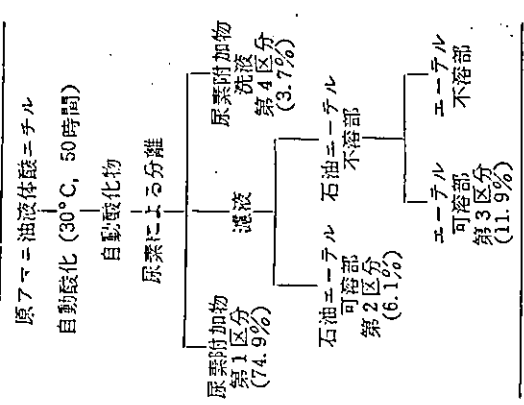 原アマニ油液体酸エチル
自動酸化 (30°C, 50時間)
自動酸化物
尿素による分離
尿素附加物
第1区分
(74.9%)
濾液
尿素附加物
洗液
第4区分
(3.7%)
石油エーテル
可溶部
第2区分
(6.1%)
石油エーテル
不溶部
エーテル
可溶部
第3区分
(11.9%)
エーテル
不溶部